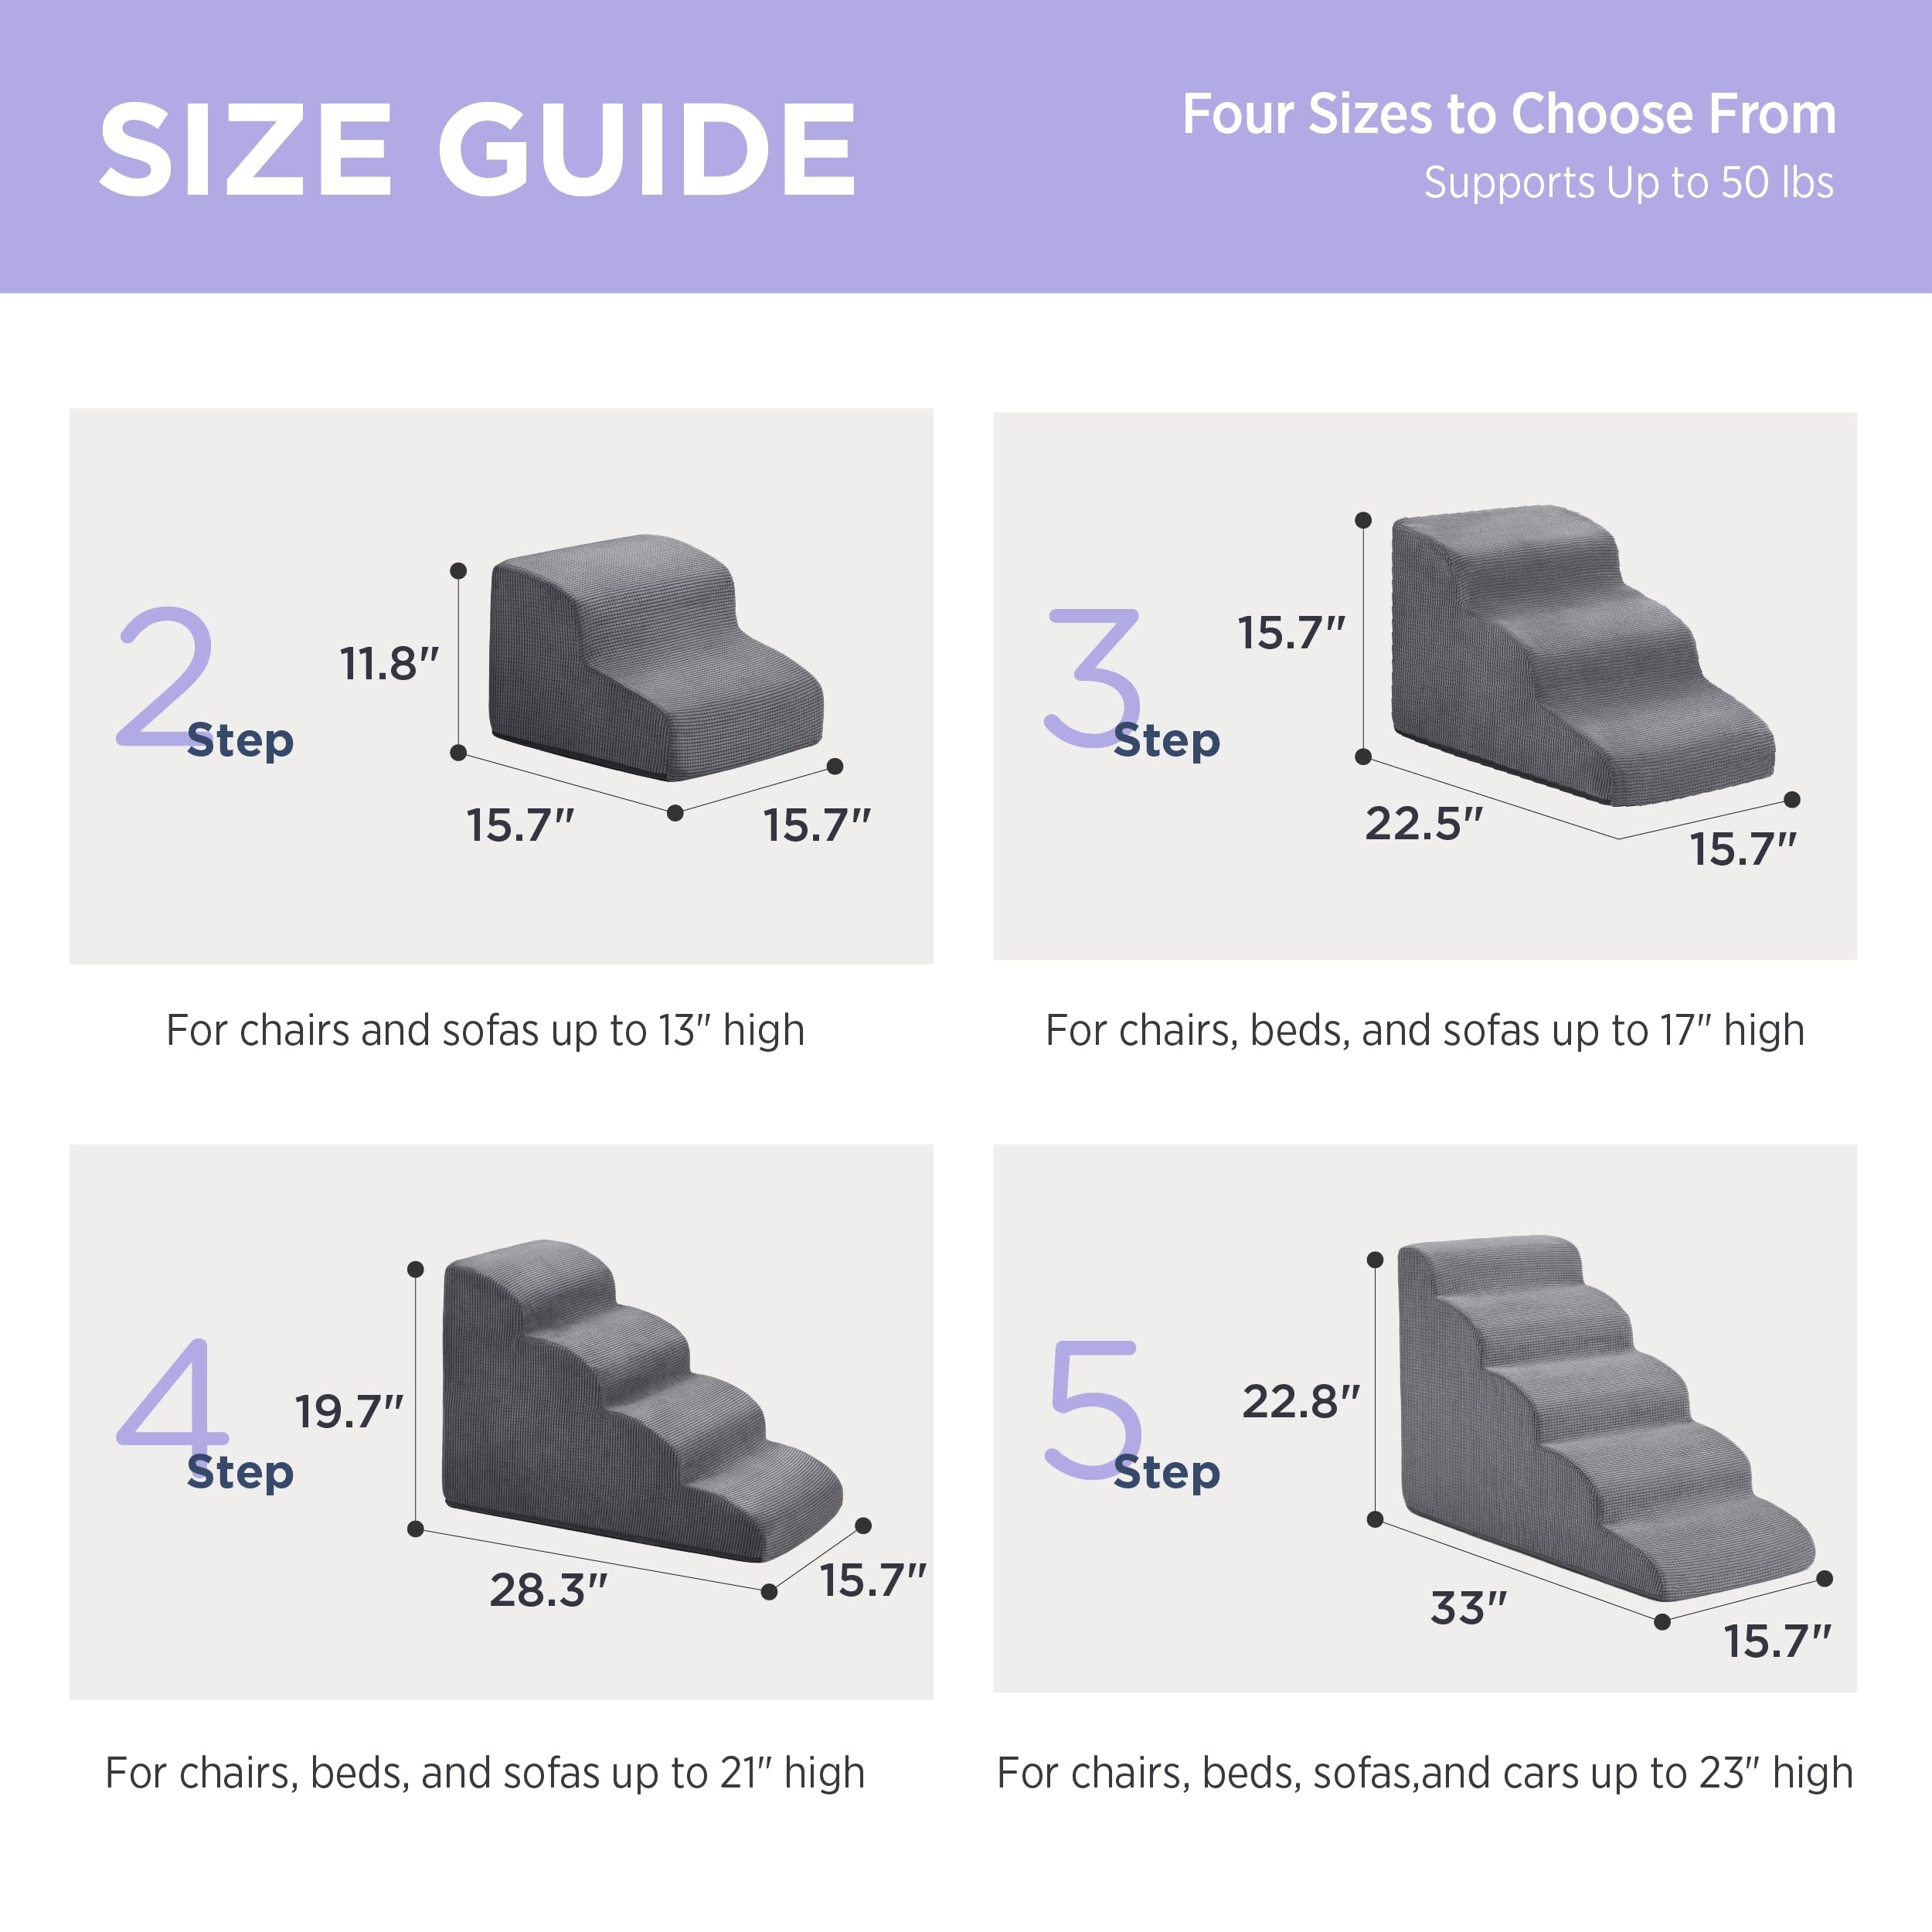 SIZE GUIDE
Four Sizes to Choose From
Supports Up to 50 lbs
2
Step
11.8"
15.7"
15.7"
For chairs and sofas up to 13" high
3
Step
15.7"
22.5"
15.7"
For chairs, beds, and sofas up to 17" high
4
Step
19.7"
28.3"
15.7"
For chairs, beds, and sofas up to 21" high
5
Step
22.8"
33"
15.7"
For chairs, beds, sofas,and cars up to 23" high